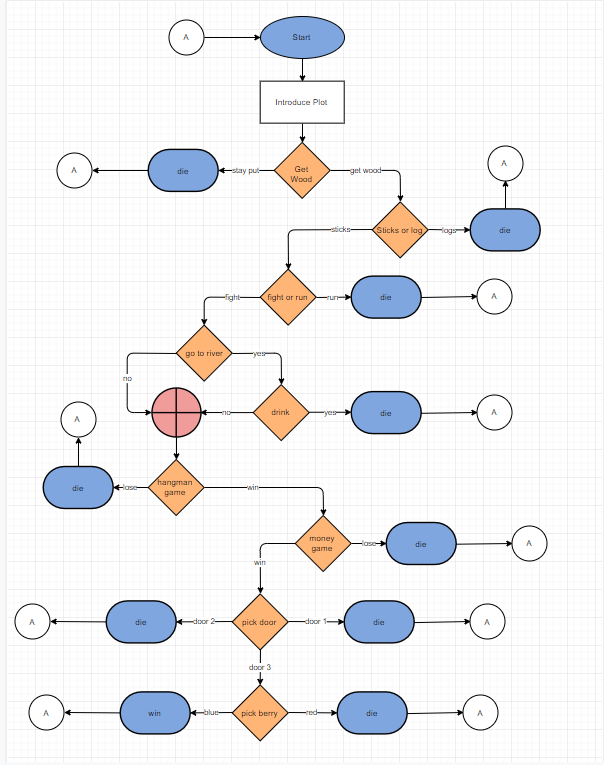 A
Start
Introduce Plot
A
die
stay put
Get
Wood
get wood
A
sticks
Sticks or log
logs
die
fight
fight or run
run
die
A
go to river
yes
no
A
no
drink
yes
die
A
die
lose
hangman
game
win
money
game
lose
die
A
win
A
die
door 2
pick door
door 1
die
A
door 3
A
win
blue
pick berry
red
die
A